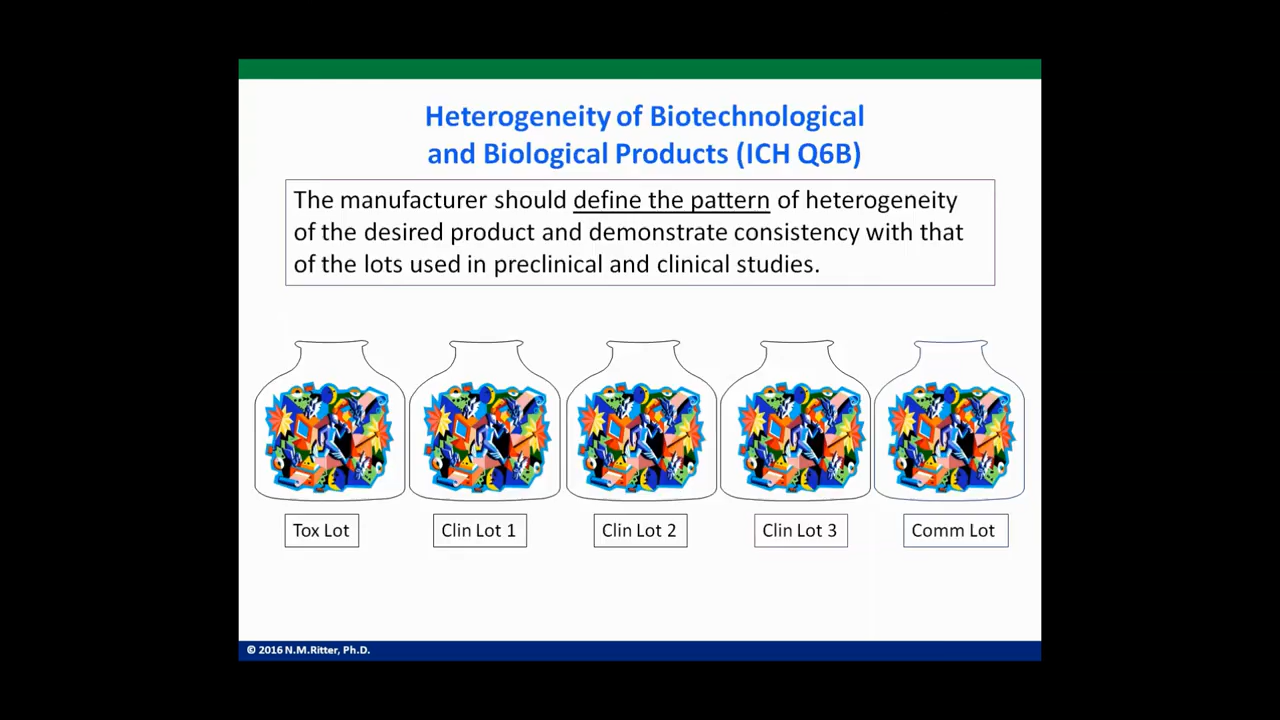 Heterogeneity of Biotechnological
and Biological Products (ICH Q6B)
The manufacturer should define the pattern of heterogeneity
of the desired product and demonstrate consistency with that
of the lots used in preclinical and clinical studies.
Tox Lot
Clin Lot 1
Clin Lot 2
Clin Lot 3
Comm Lot
© 2016 N.M.Ritter, Ph.D.